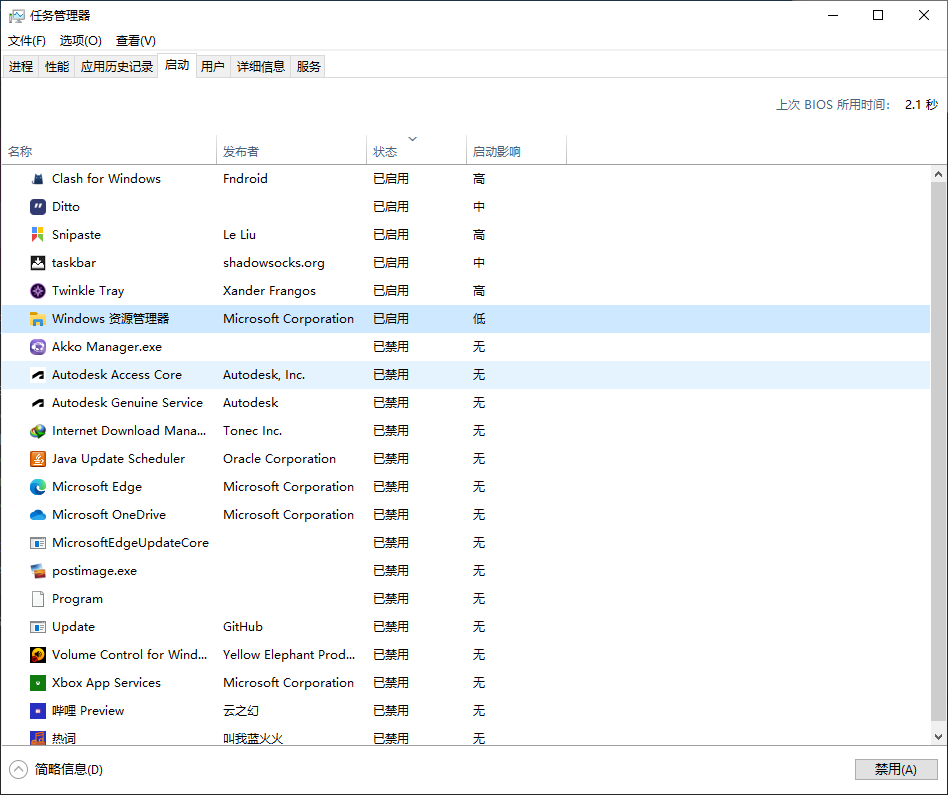 任务管理器
文件(F) 选项(O) 查看(V)
进程 性能 应用历史记录 启动 用户 详细信息 服务
上次 BIOS 所用时间: 2.1 秒
名称 发布者 状态 启动影响
Clash for Windows Fndroid 已启用 高
Ditto 已启用 中
Snipaste Le Liu 已启用 高
taskbar shadowsocks.org 已启用 中
Twinkle Tray Xander Frangos 已启用 高
Windows 资源管理器 Microsoft Corporation 已启用 低
Akko Manager.exe 已禁用 无
Autodesk Access Core Autodesk, Inc. 已禁用 无
Autodesk Genuine Service Autodesk 已禁用 无
Internet Download Mana... Tonec Inc. 已禁用 无
Java Update Scheduler Oracle Corporation 已禁用 无
Microsoft Edge Microsoft Corporation 已禁用 无
Microsoft OneDrive Microsoft Corporation 已禁用 无
MicrosoftEdgeUpdateCore 已禁用 无
postimage.exe 已禁用 无
Program 已禁用 无
Update GitHub 已禁用 无
Volume Control for Wind... Yellow Elephant Prod... 已禁用 无
Xbox App Services Microsoft Corporation 已禁用 无
哔哩 Preview 云之幻 已禁用 无
热词 叫我蓝火火 已禁用 无
简略信息(D) 禁用(A)